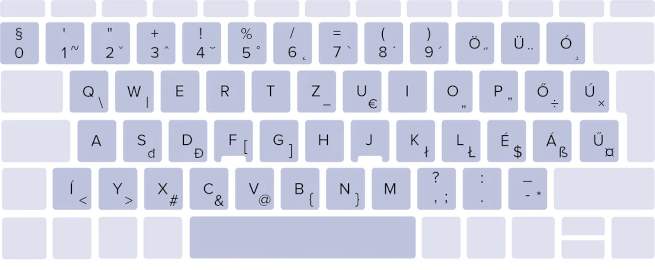 § ' " + ! % / = ( ) Ö ˝ Ü ¨ Ó
0 1 ~ 2 ˇ 3 ^ 4 ˘ 5 ° 6 ˛ 7 ` 8 ˙ 9 ´ ¸
Q \ W | E R T Z _ U € I O „ P ” Ő ÷ Ú ×
A S đ D Đ F [ G ] H J K ł L Ł É $ Á ß Ű ¤
Í < Y > X # C & V @ B { N } M ? , ; : . _ - *